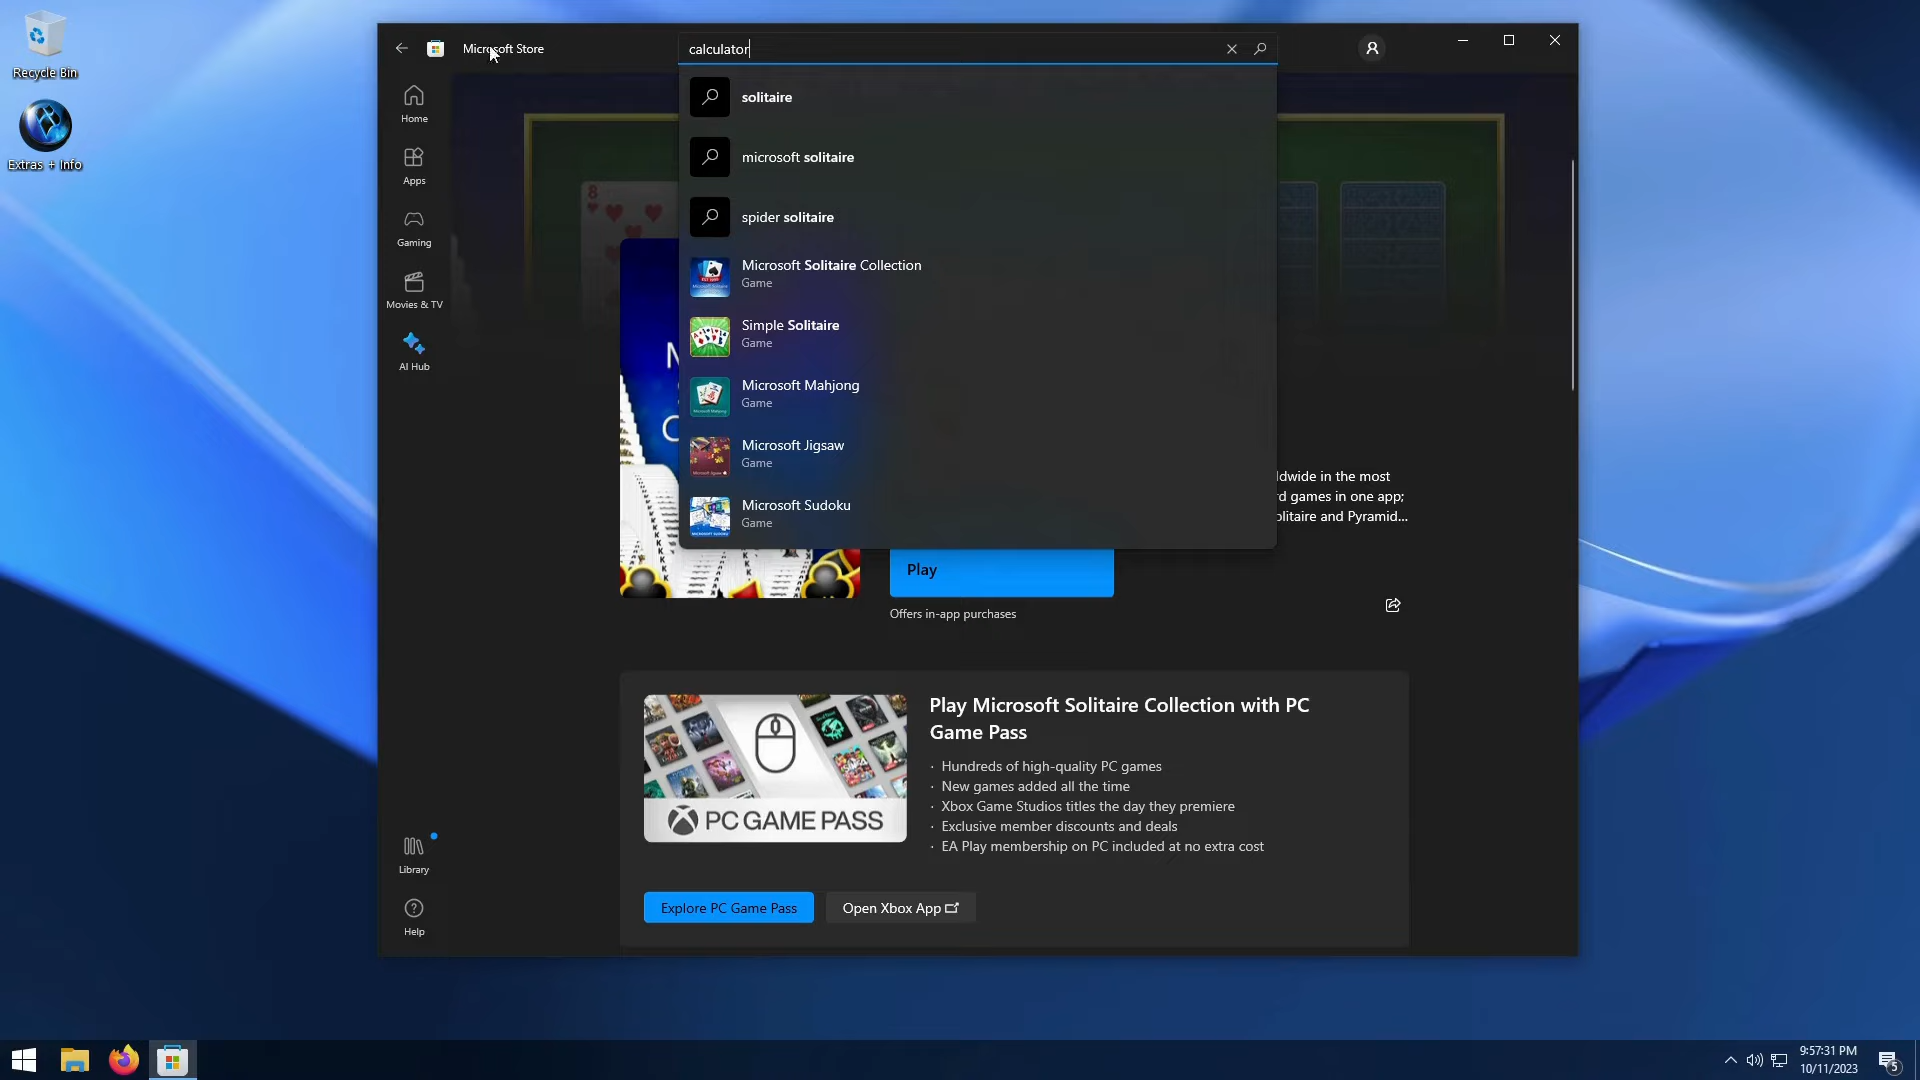 Recycle Bin
Extras + Info
Microsoft Store
calculator
Home
Apps
Gaming
Movies & TV
AI Hub
Library
Help
solitaire
microsoft solitaire
spider solitaire
Microsoft Solitaire Collection
Game
Simple Solitaire
Game
Microsoft Mahjong
Game
Microsoft Jigsaw
Game
Microsoft Sudoku
Game
8
ldwide in the most
rd games in one app;
olitaire and Pyramid...
Play
Offers in-app purchases
PC GAME PASS
Play Microsoft Solitaire Collection with PC
Game Pass
· Hundreds of high-quality PC games
· New games added all the time
· Xbox Game Studios titles the day they premiere
· Exclusive member discounts and deals
· EA Play membership on PC included at no extra cost
Explore PC Game Pass
Open Xbox App
9:57:31 PM
10/11/2023
5